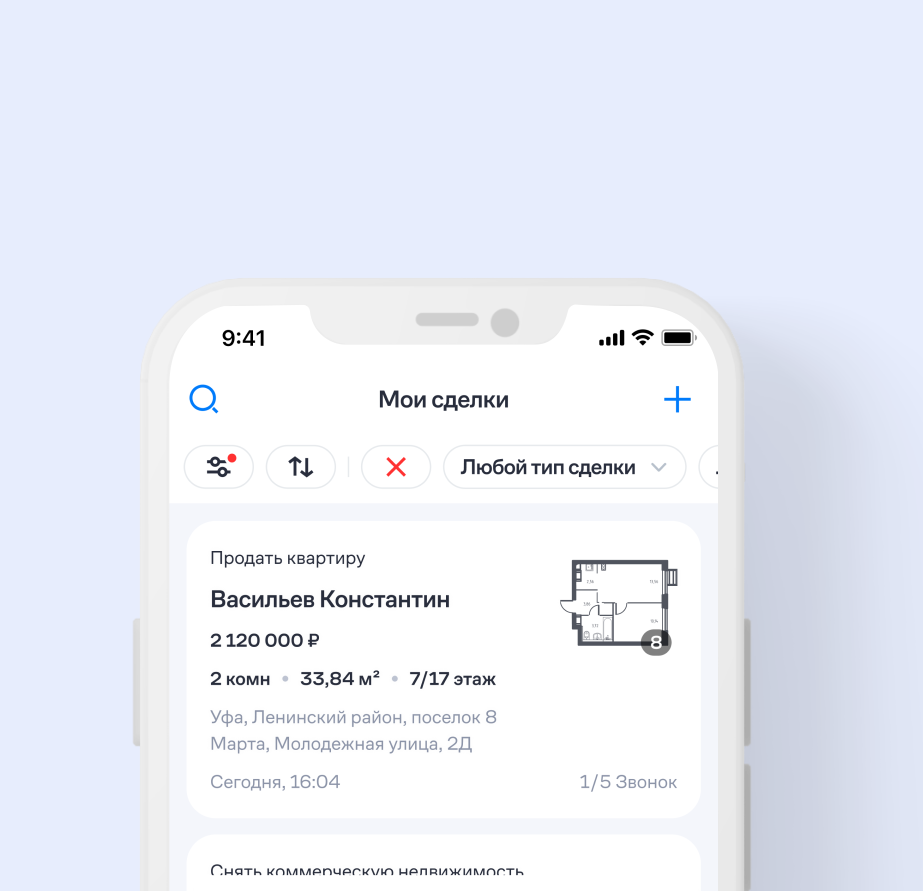 9:41
Мои сделки
Любой тип сделки
Продать квартиру
Васильев Константин
2 120 000 ₽
8
2 комн • 33,84 м² • 7/17 этаж
Уфа, Ленинский район, поселок 8
Марта, Молодежная улица, 2Д
Сегодня, 16:04 1/5 Звонок
Снять коммерческую недвижимость